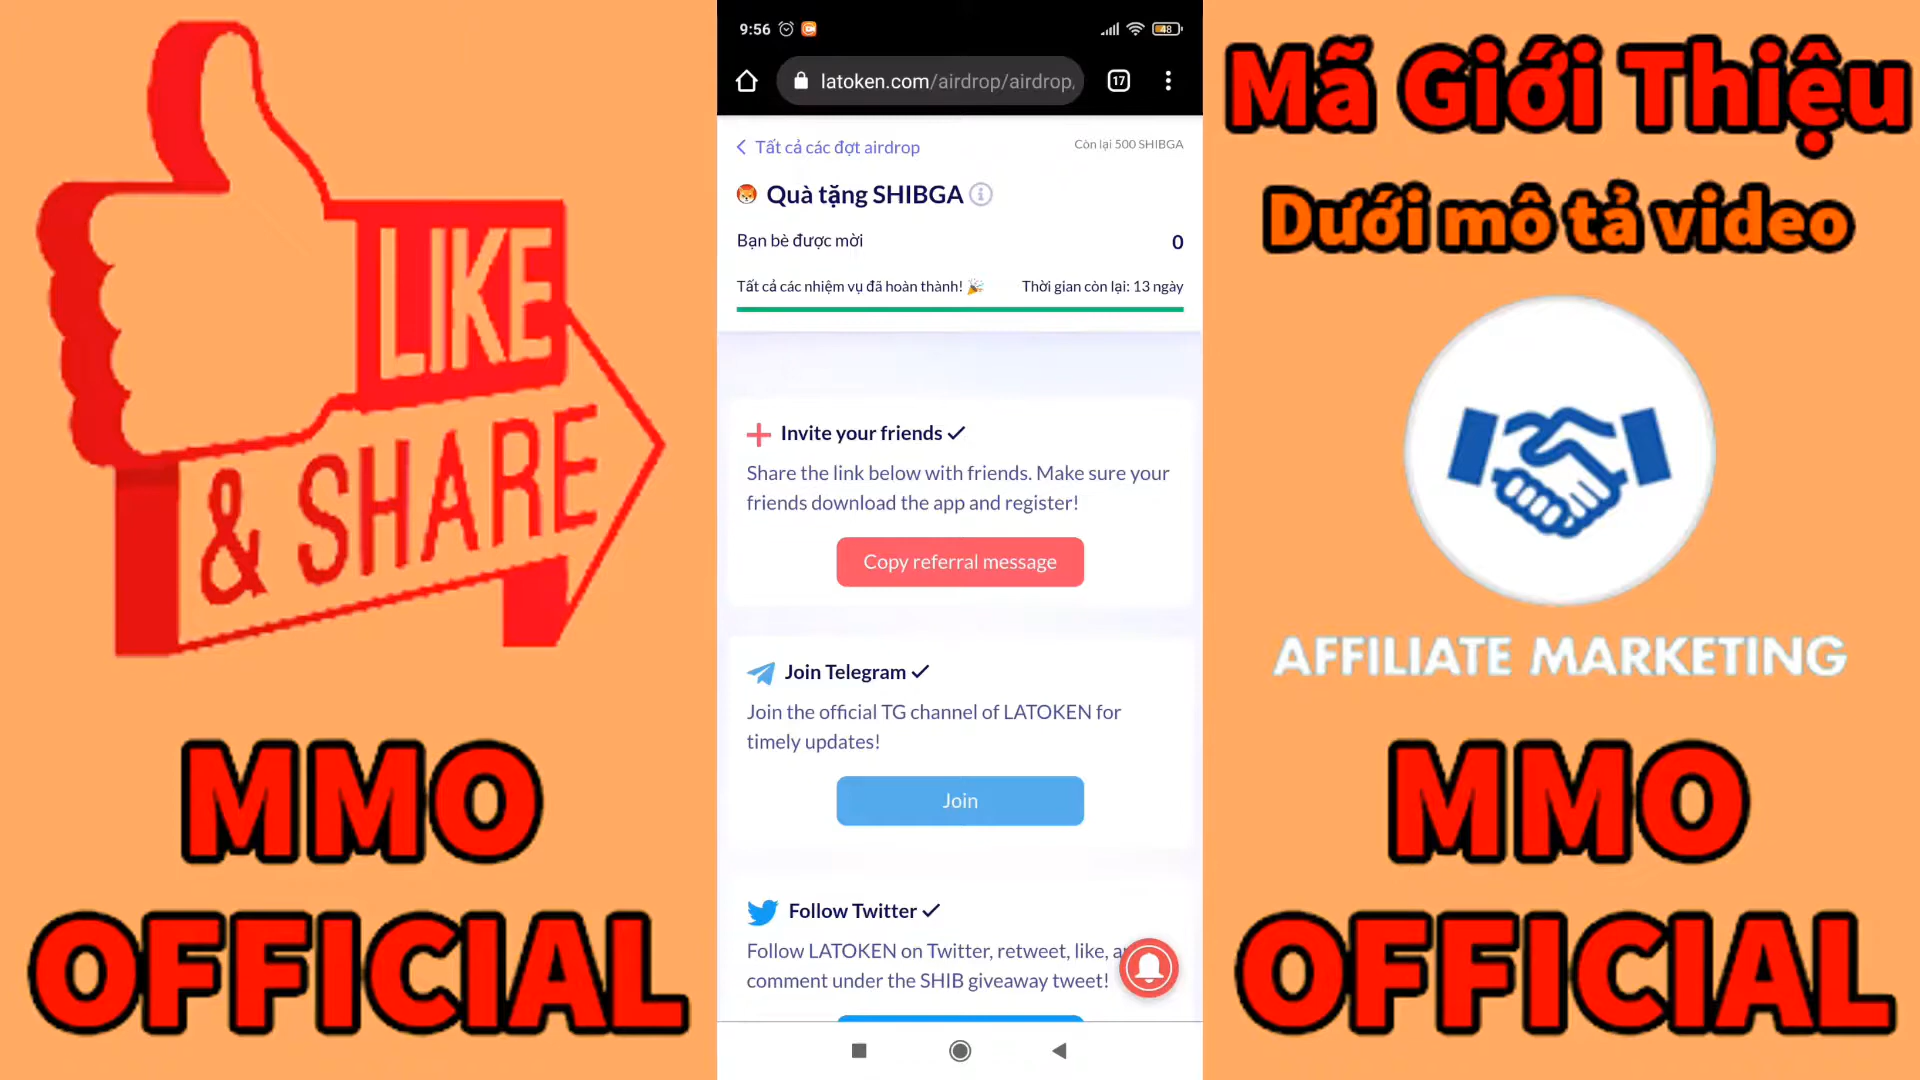 LIKE
& SHARE
MMO
OFFICIAL
9:56
48
latoken.com/airdrop/airdrop
17
Tất cả các đợt airdrop
Còn lại 500 SHIBGA
Quà tặng SHIBGA
Bạn bè được mời
0
Tất cả các nhiệm vụ đã hoàn thành!
Thời gian còn lại: 13 ngày
Invite your friends
Share the link below with friends. Make sure your
friends download the app and register!
Copy referral message
Join Telegram
Join the official TG channel of LATOKEN for
timely updates!
Join
Follow Twitter
Follow LATOKEN on Twitter, retweet, like,
comment under the SHIB giveaway tweet!
Mã Giới Thiệu
Dưới mô tả video
AFFILIATE MARKETING
MMO
OFFICIAL